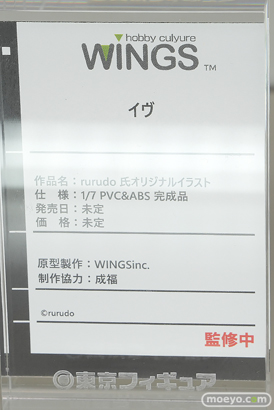 hobby culyure
WINGS TM
イヴ
作品名：rurudo 氏オリジナルイラスト
仕　様：1/7 PVC&ABS 完成品
発売日：未定
価　格：未定
原型製作：WINGSinc.
制作協力：成福
©rurudo
監修中
@東京フィギュア
moeyo.com